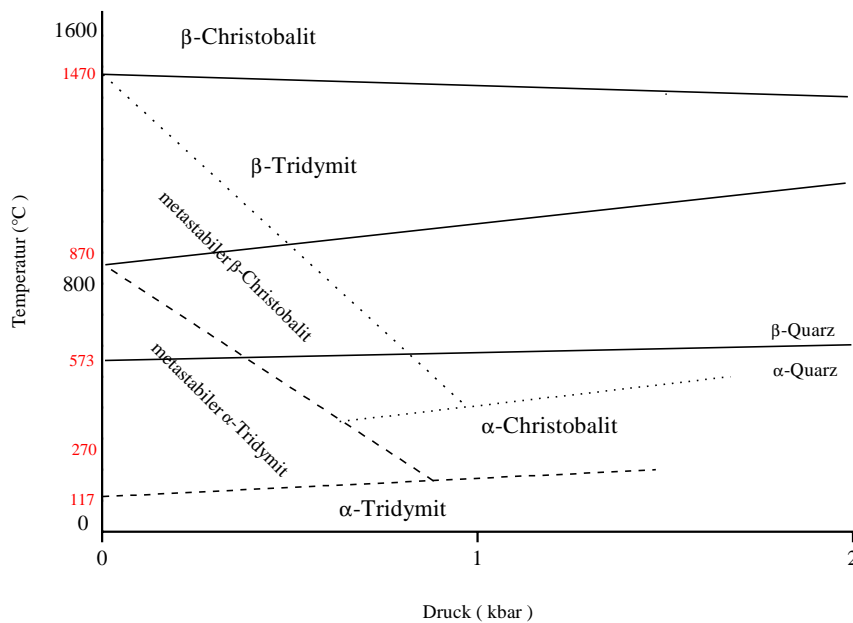 1600
β-Christobalit
1470
β-Tridymit
Temperatur (°C )
metastabiler β-Christobalit
870
800
β-Quarz
573
α-Quarz
metastabiler α-Tridymit
α-Christobalit
270
117
α-Tridymit
0
0
1
2
Druck ( kbar )